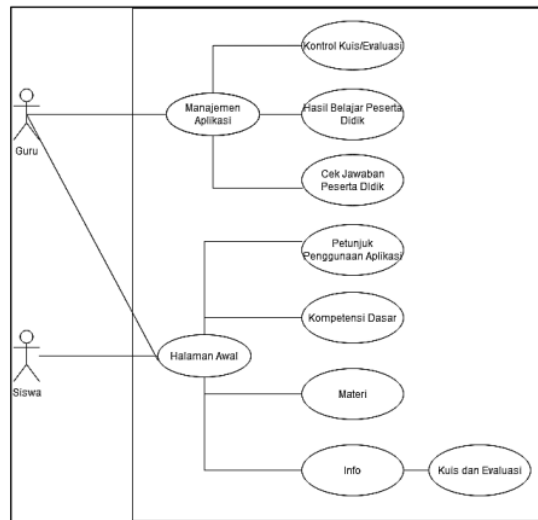 Kontrol Kuis/Evaluasi
Manajemen
Aplikasi
Hasil Belajar Peserta
Didik
Guru
Cek Jawaban
Peserta DIdik
Petunjuk
Penggunaan Aplikasi
Kompetensi Dasar
Halaman Awal
Siswa
Materi
Info
Kuis dan Evaluasi